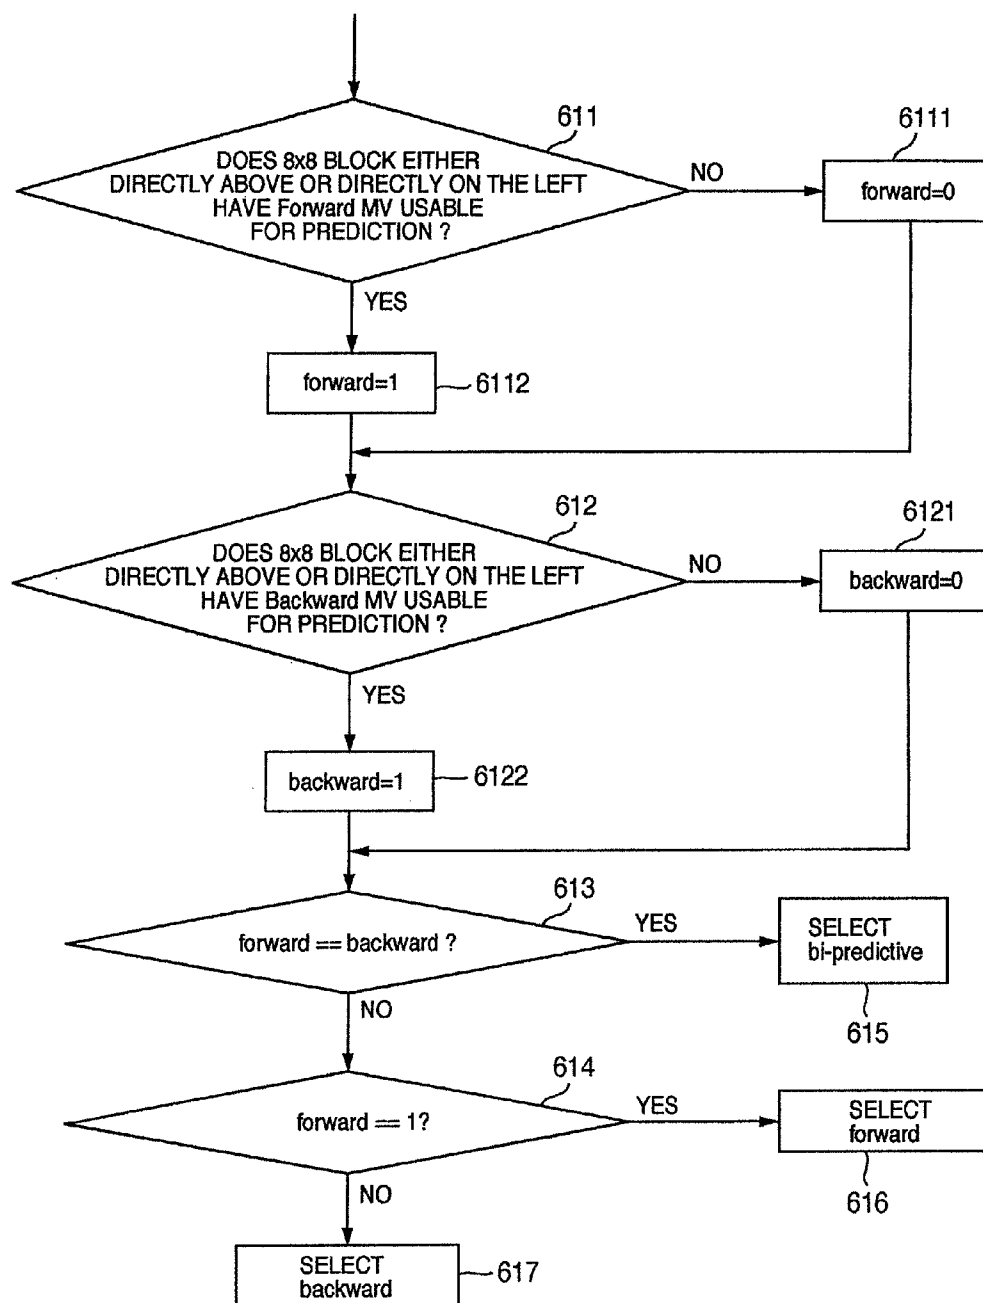 611
DOES 8x8 BLOCK EITHER
DIRECTLY ABOVE OR DIRECTLY ON THE LEFT
HAVE Forward MV USABLE
FOR PREDICTION ?
NO
6111
forward=0
YES
forward=1
6112
612
DOES 8x8 BLOCK EITHER
DIRECTLY ABOVE OR DIRECTLY ON THE LEFT
HAVE Backward MV USABLE
FOR PREDICTION ?
NO
6121
backward=0
YES
backward=1
6122
613
forward == backward ?
YES
SELECT
bi-predictive
615
NO
614
forward == 1?
YES
SELECT
forward
616
NO
SELECT
backward
617